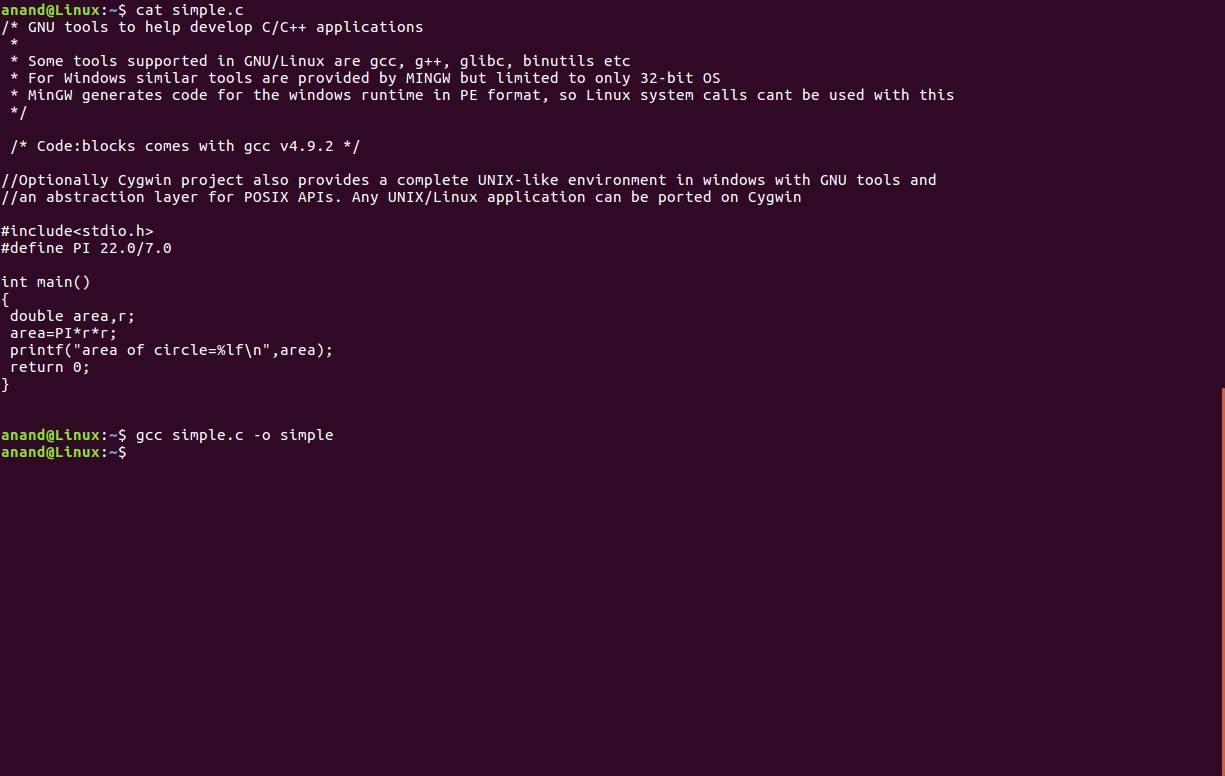 anand@Linux:~$ cat simple.c
/* GNU tools to help develop C/C++ applications
 *
 * Some tools supported in GNU/Linux are gcc, g++, glibc, binutils etc
 * For Windows similar tools are provided by MINGW but limited to only 32-bit OS
 * MinGW generates code for the windows runtime in PE format, so Linux system calls cant be used with this
 */
 /* Code:blocks comes with gcc v4.9.2 */
//Optionally Cygwin project also provides a complete UNIX-like environment in windows with GNU tools and
//an abstraction layer for POSIX APIs. Any UNIX/Linux application can be ported on Cygwin
#include<stdio.h>
#define PI 22.0/7.0
int main()
{
 double area,r;
 area=PI*r*r;
 printf("area of circle=%lf\n",area);
 return 0;
}
anand@Linux:~$ gcc simple.c -o simple
anand@Linux:~$